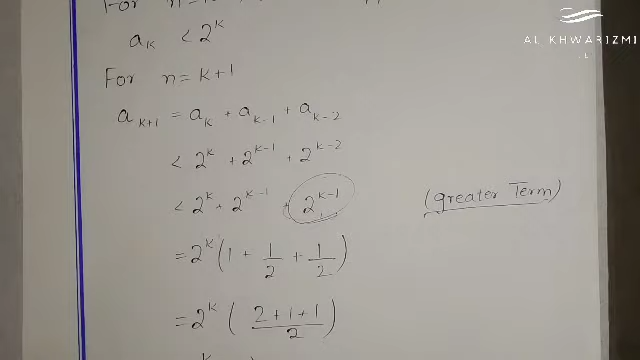 For n = k
AL KHWARIZMI
a_k < 2^k
For n = k+1
a_{k+1} = a_k + a_{k-1} + a_{k-2}
< 2^k + 2^{k-1} + 2^{k-2}
< 2^k + 2^{k-1} + 2^{k-1} (greater Term)
= 2^k (1 + 1/2 + 1/2)
= 2^k ( (2+1+1)/2 )